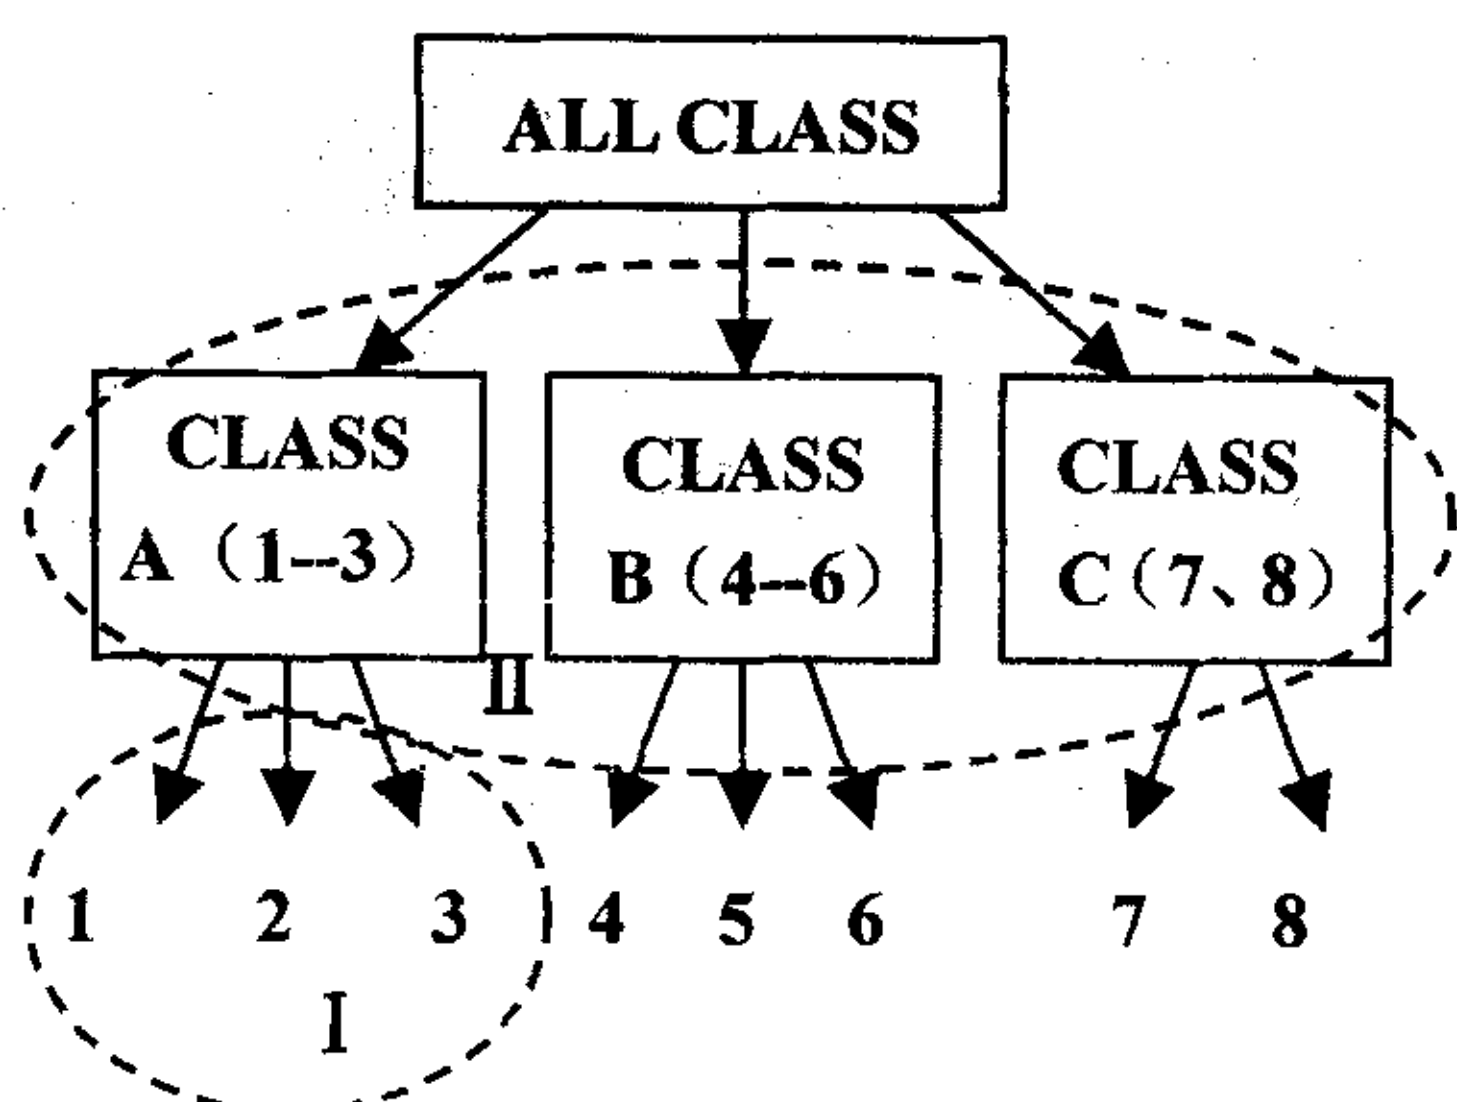 ALL CLASS
CLASS
A（1--3）
CLASS
B（4--6）
CLASS
C（7、8）
II
1 2 3 4 5 6 7 8
I